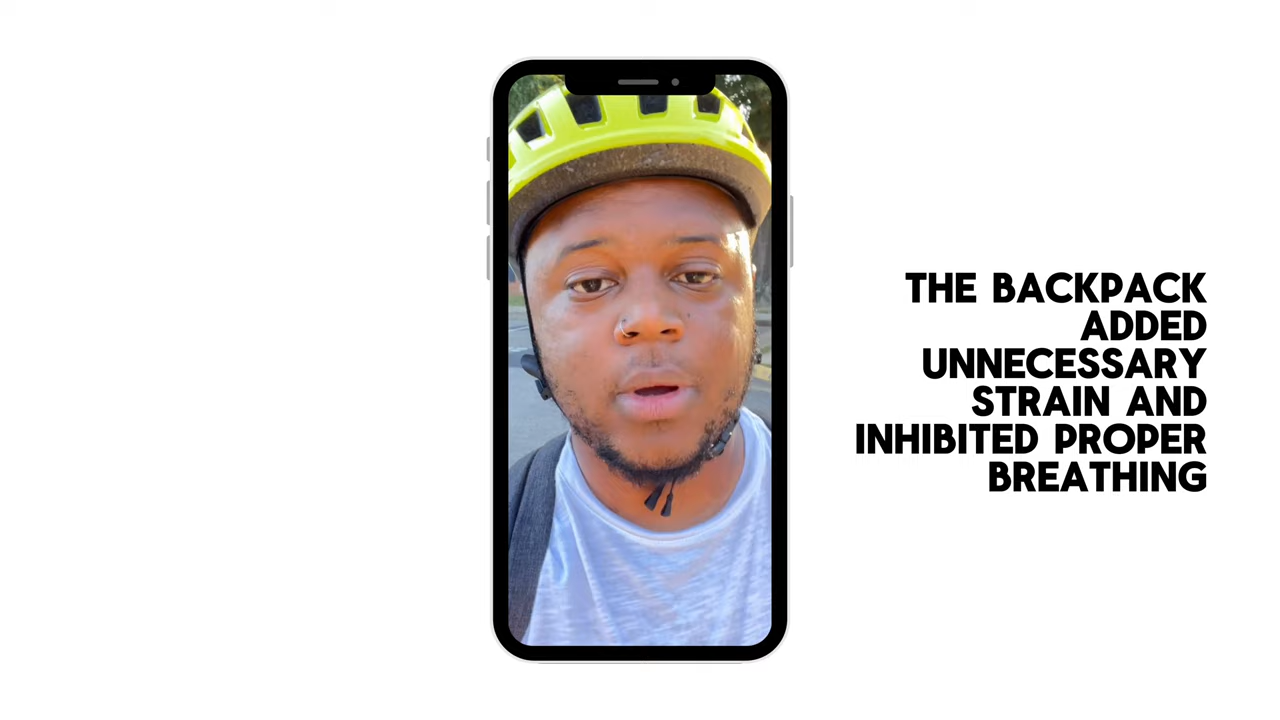 THE BACKPACK
ADDED
UNNECESSARY
STRAIN AND
INHIBITED PROPER
BREATHING